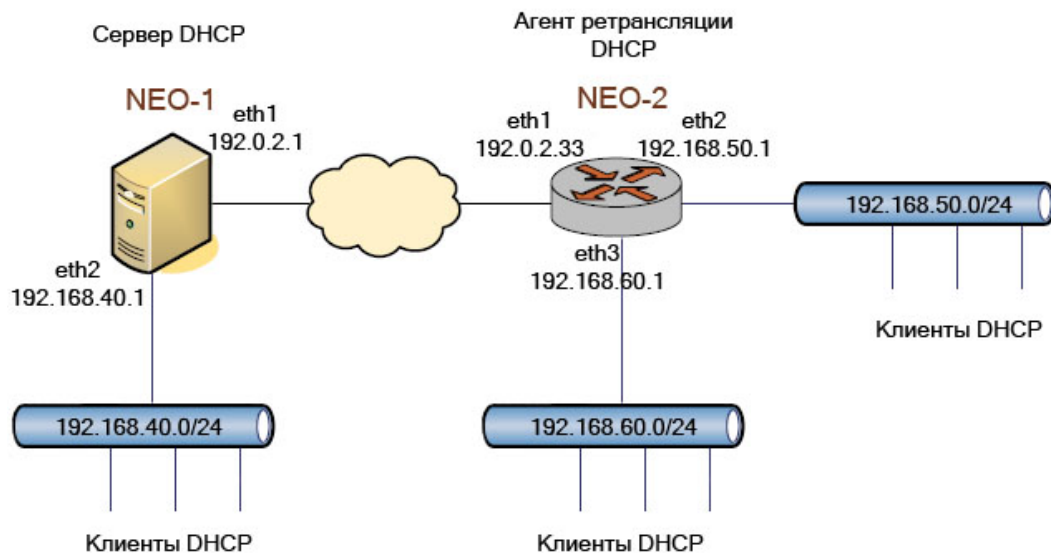 Сервер DHCP
Агент ретрансляции
DHCP
NEO-1
NEO-2
eth1
192.0.2.1
eth1
192.0.2.33
eth2
192.168.50.1
192.168.50.0/24
eth2
192.168.40.1
eth3
192.168.60.1
Клиенты DHCP
192.168.40.0/24
192.168.60.0/24
Клиенты DHCP
Клиенты DHCP